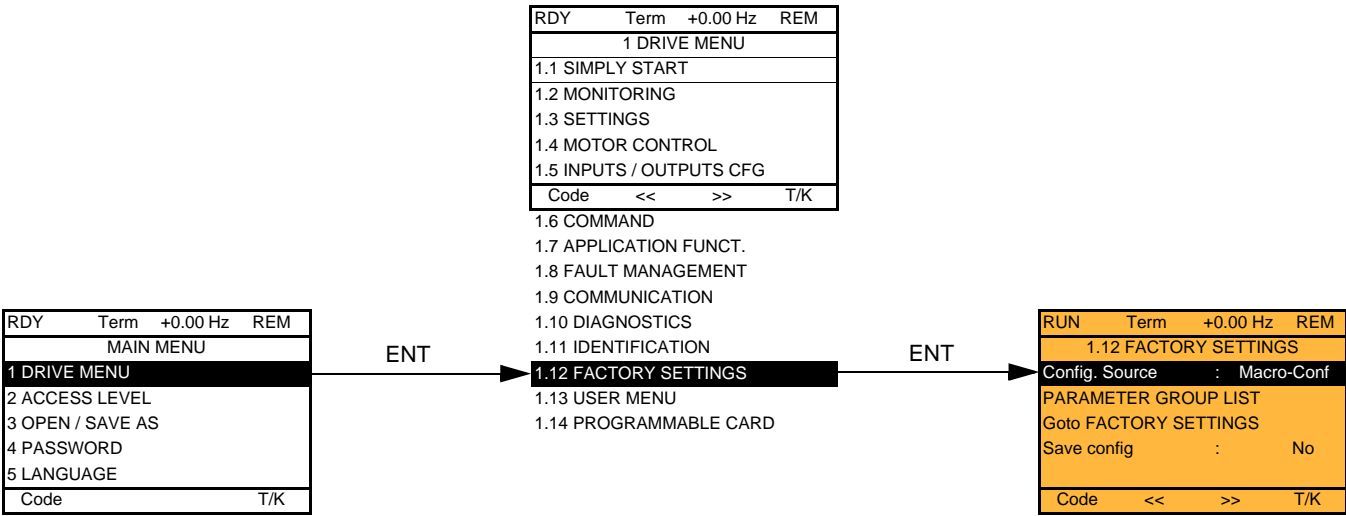 RDY Term +0.00 Hz REM
1 DRIVE MENU
1.1 SIMPLY START
1.2 MONITORING
1.3 SETTINGS
1.4 MOTOR CONTROL
1.5 INPUTS / OUTPUTS CFG
Code << >> T/K
1.6 COMMAND
1.7 APPLICATION FUNCT.
1.8 FAULT MANAGEMENT
1.9 COMMUNICATION
1.10 DIAGNOSTICS
1.11 IDENTIFICATION
1.12 FACTORY SETTINGS
1.13 USER MENU
1.14 PROGRAMMABLE CARD
RDY Term +0.00 Hz REM
MAIN MENU
1 DRIVE MENU
2 ACCESS LEVEL
3 OPEN / SAVE AS
4 PASSWORD
5 LANGUAGE
Code T/K
ENT
ENT
RUN Term +0.00 Hz REM
1.12 FACTORY SETTINGS
Config. Source : Macro-Conf
PARAMETER GROUP LIST
Goto FACTORY SETTINGS
Save config : No
Code << >> T/K